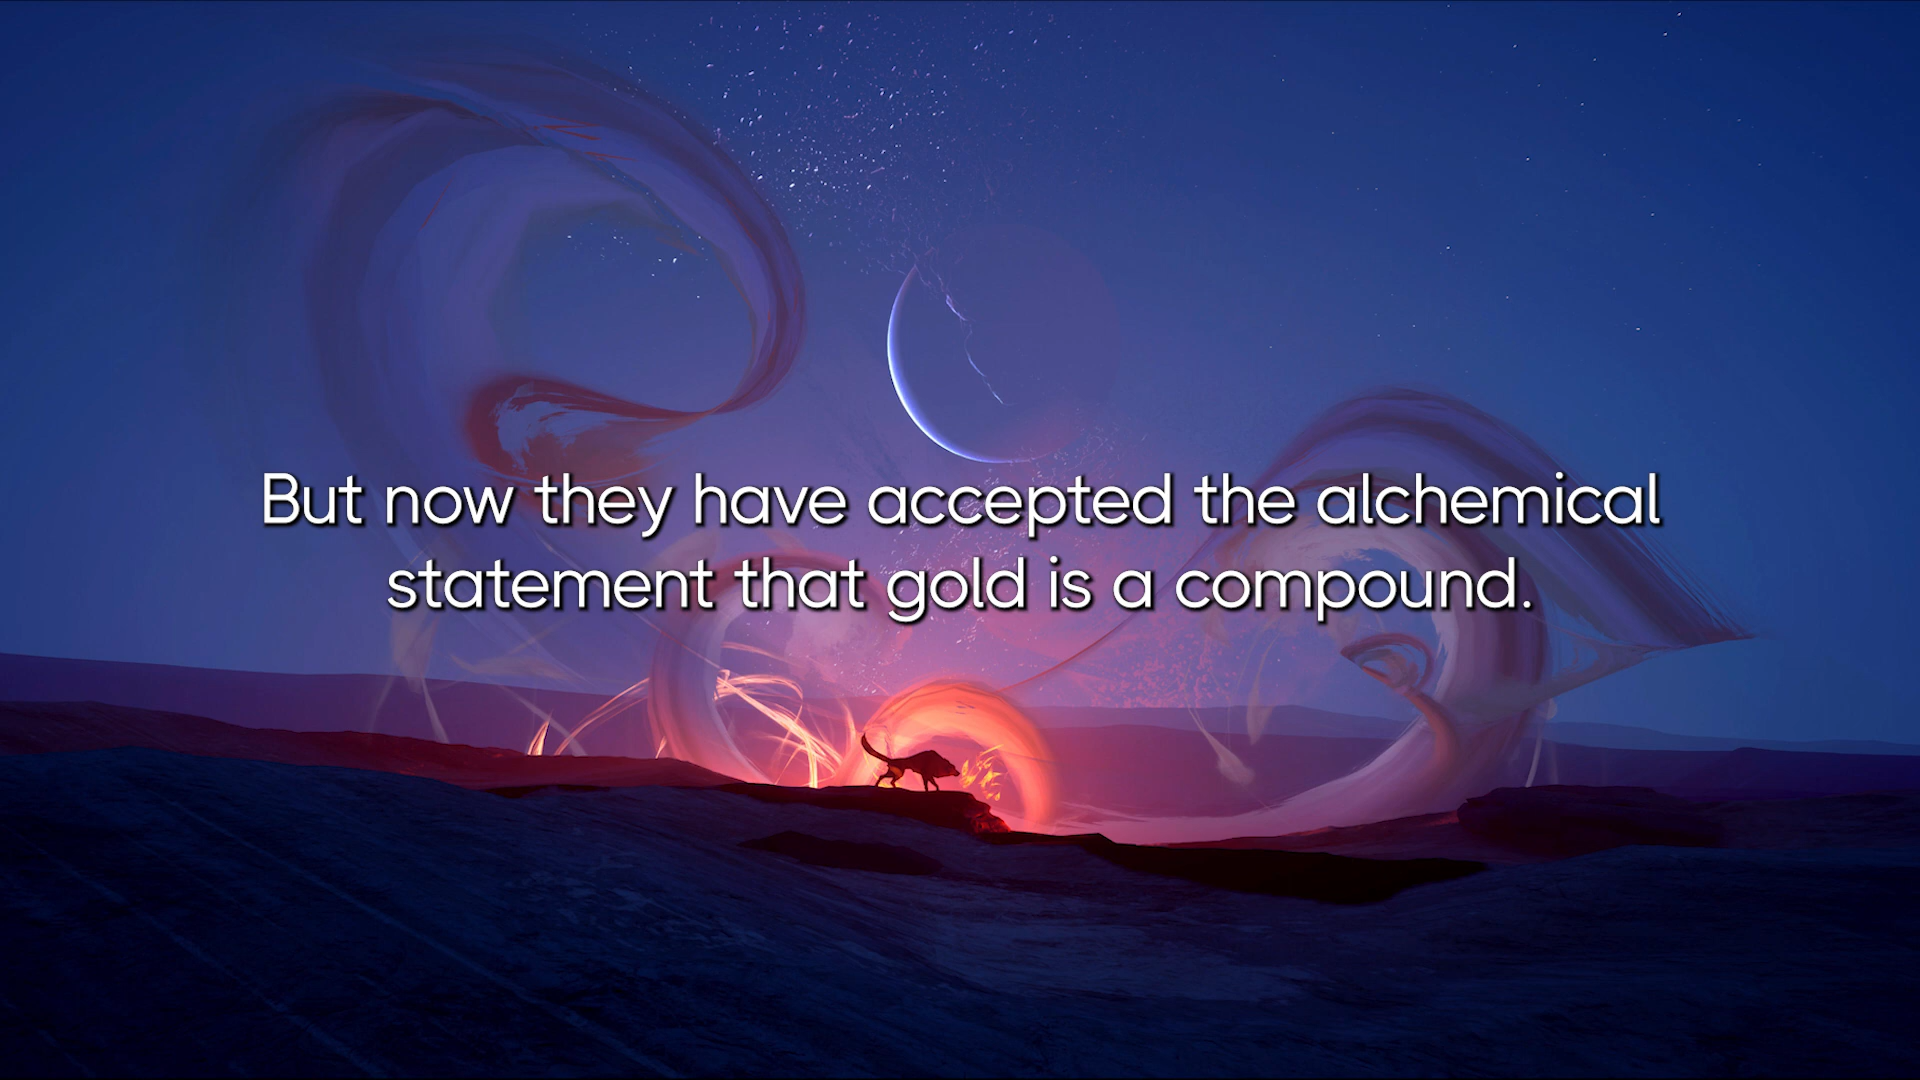 But now they have accepted the alchemical
statement that gold is a compound.